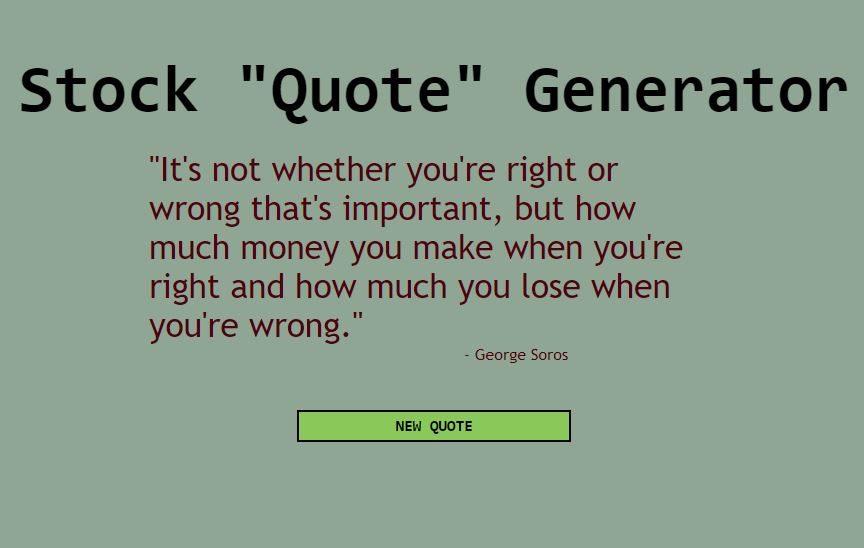 Stock "Quote" Generator
"It's not whether you're right or
wrong that's important, but how
much money you make when you're
right and how much you lose when
you're wrong."
- George Soros
NEW QUOTE